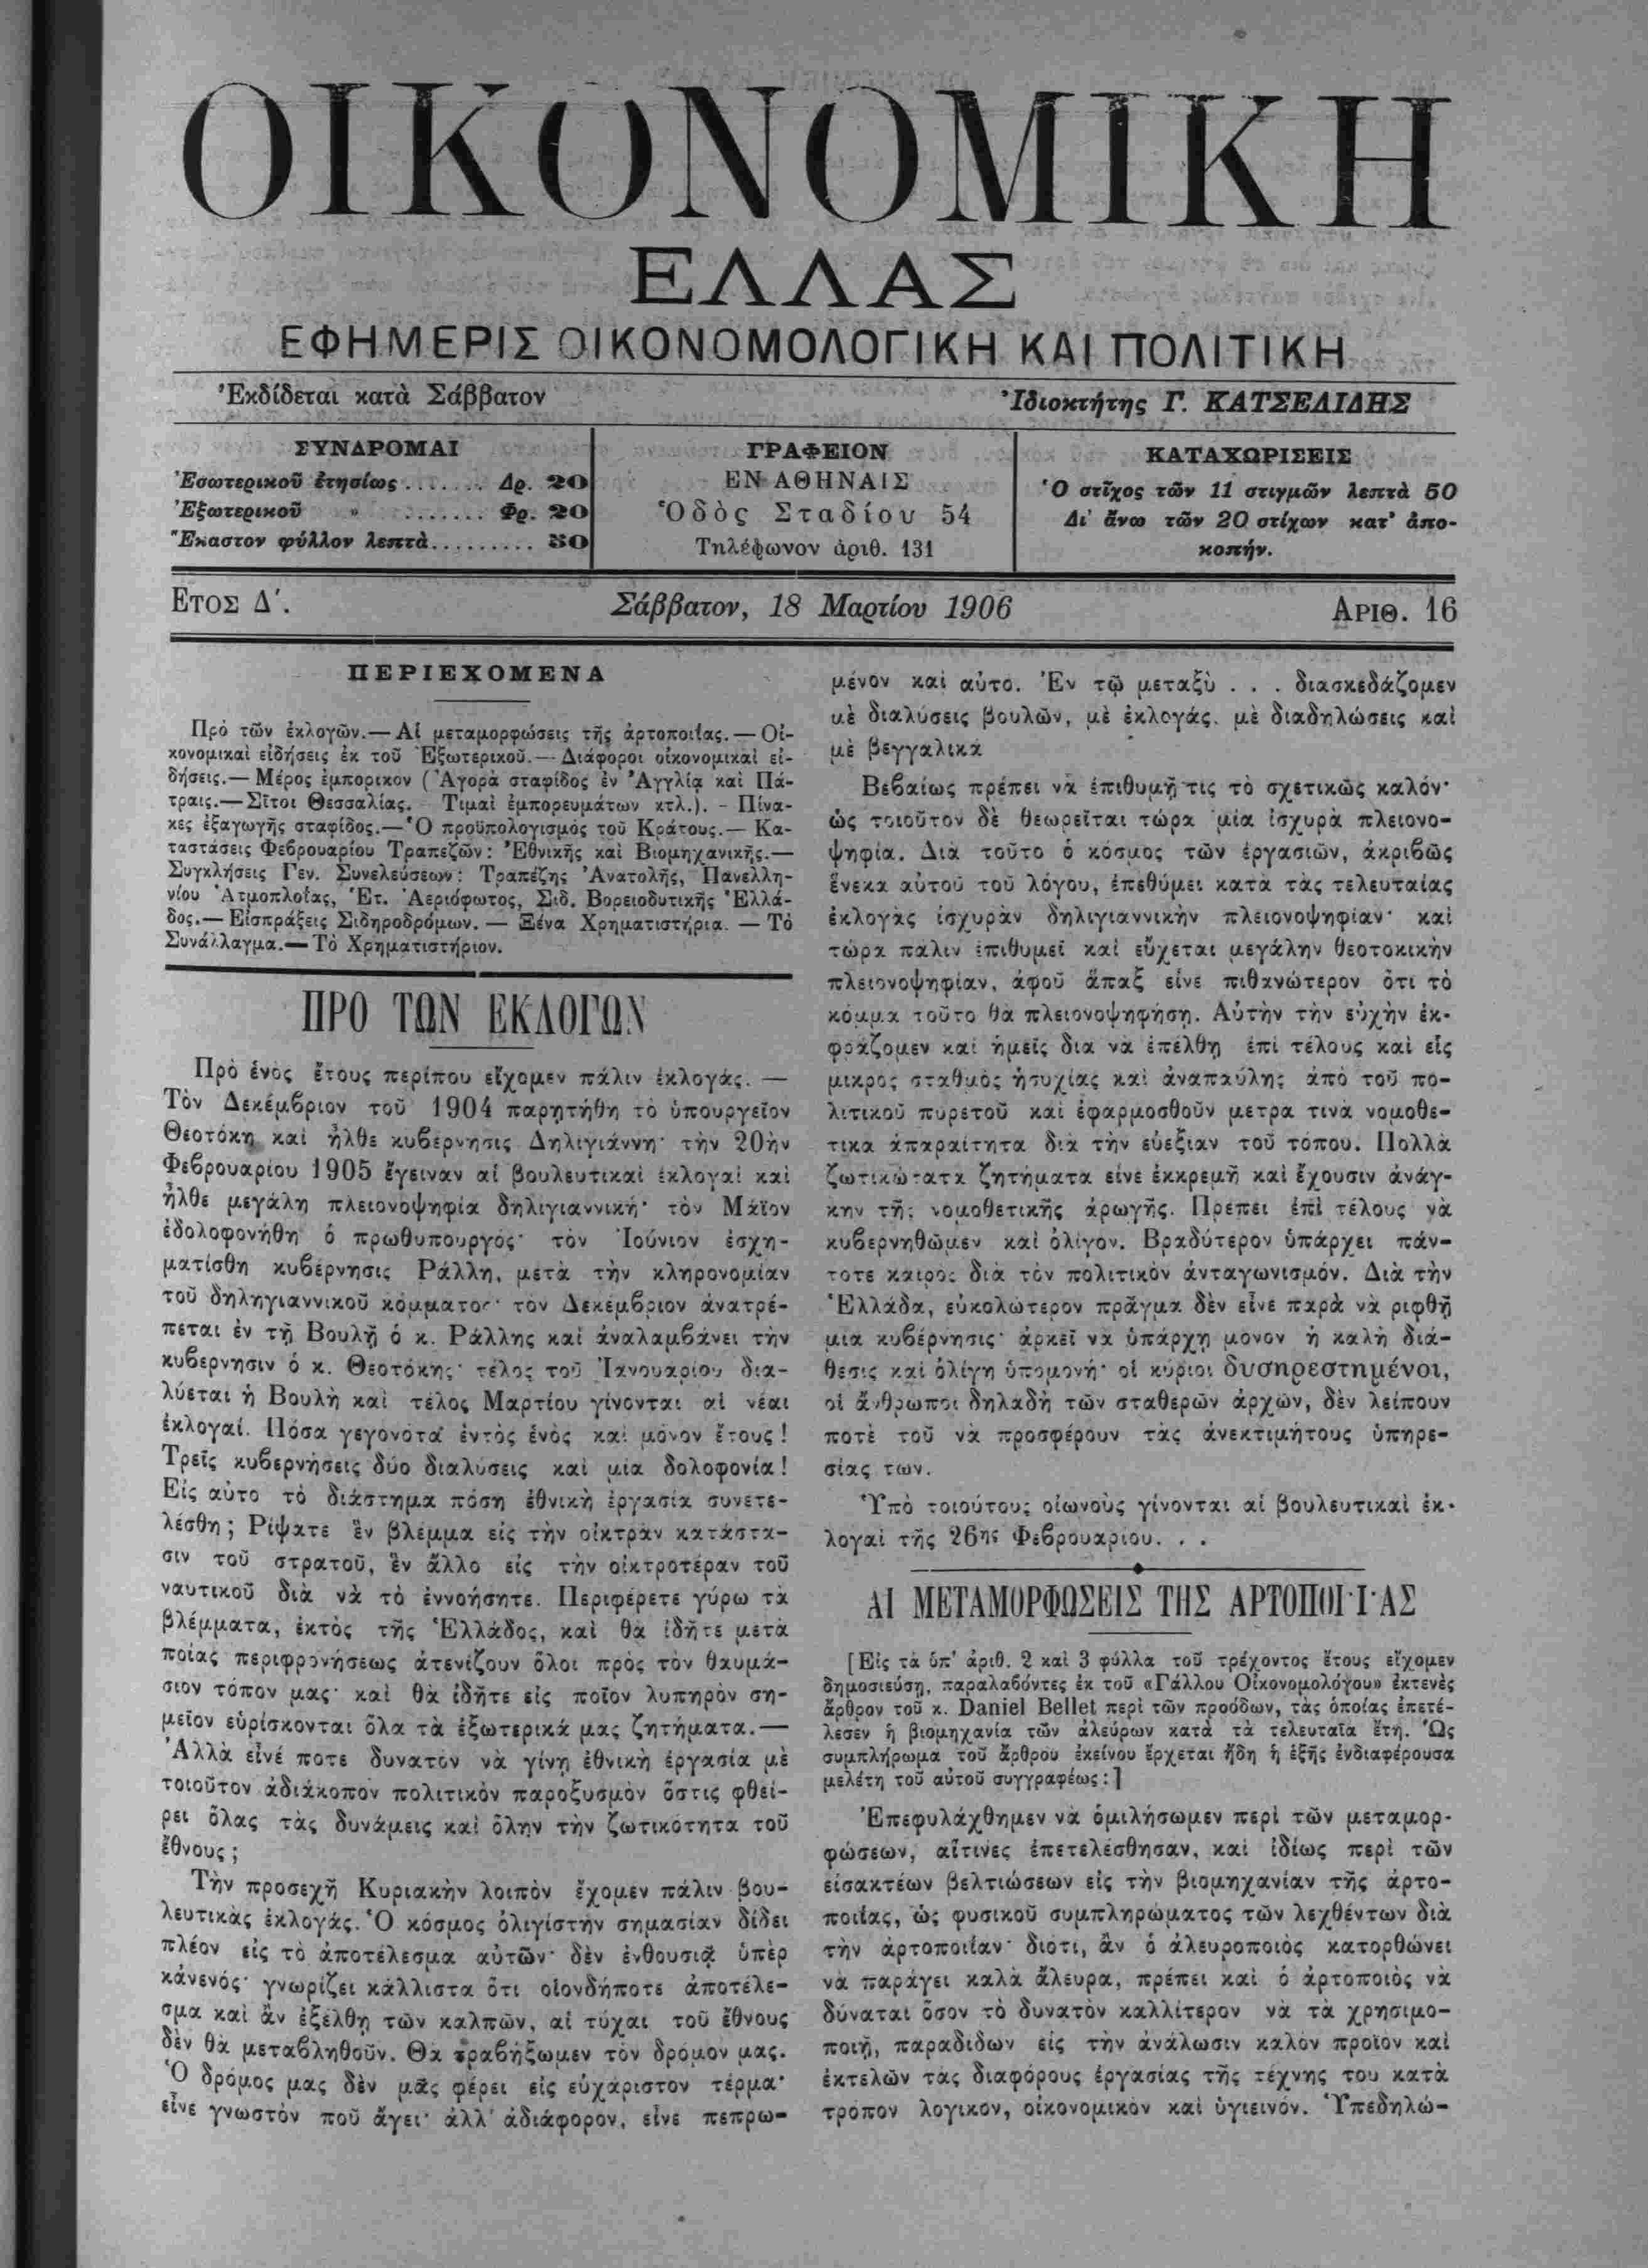 ΟΙΚΟΝΟΜΙΚΗ
ΕΛΛΑΣ
ΕΦΗΜΕΡΙΣ ΟΙΚΟΝΟΜΟΛΟΓΙΚΗ ΚΑΙ ΠΟΛΙΤΙΚΗ
Ἐκδίδεται κατὰ Σάββατον
Ἰδιοκτήτης Γ. ΚΑΤΣΕΛΙΔΗΣ
ΣΥΝΔΡΟΜΑΙ
Ἐσωτερικοῦ ἐτησίως ....... Δρ. 20
Ἐξωτερικοῦ » ........ Φρ. 20
Ἕκαστον φύλλον λεπτὰ.......... 50
ΓΡΑΦΕΙΟΝ
ΕΝ ΑΘΗΝΑΙΣ
Ὁδὸς Σταδίου 54
Τηλέφωνον ἀριθ. 131
ΚΑΤΑΧΩΡΙΣΕΙΣ
Ὁ στῖχος τῶν 11 στιγμῶν λεπτὰ 50
Δι' ἄνω τῶν 20 στίχων κατ' ἀπο-
κοπήν.
ΕΤΟΣ Δ'.
Σάββατον, 18 Μαρτίου 1906
ΑΡΙΘ. 16
ΠΕΡΙΕΧΟΜΕΝΑ
Πρὸ τῶν ἐκλογῶν.— Αἱ μεταμορφώσεις τῆς ἀρτοποιΐας.— Οἰ-
κονομικαὶ εἰδήσεις ἐκ τοῦ Ἐξωτερικοῦ.— Διάφοροι οἰκονομικαὶ εἰ-
δήσεις.— Μέρος ἐμπορικὸν (Ἀγορὰ σταφίδος ἐν Ἀγγλίᾳ καὶ Πά-
τραις.— Σῖτοι Θεσσαλίας. - Τιμαὶ ἐμπορευμάτων κτλ.). - Πίνα-
κες ἐξαγωγῆς σταφίδος.— Ὁ προϋπολογισμὸς τοῦ Κράτους.— Κα-
ταστάσεις Φεβρουαρίου Τραπεζῶν: Ἐθνικῆς καὶ Βιομηχανικῆς.—
Συγκλήσεις Γεν. Συνελεύσεων: Τραπέζης Ἀνατολῆς, Πανελλη-
νίου Ἀτμοπλοΐας, Ἑτ. Ἀεριόφωτος, Σιδ. Βορειοδυτικῆς Ἑλλά-
δος.— Εἰσπράξεις Σιδηροδρόμων. — Ξένα Χρηματιστήρια. — Τὸ
Συνάλλαγμα.— Τὸ Χρηματιστήριον.
ΠΡΟ ΤΩΝ ΕΚΛΟΓΩΝ
Πρὸ ἑνὸς ἔτους περίπου εἴχομεν πάλιν ἐκλογάς. —
Τὸν Δεκέμβριον τοῦ 1904 παρῃτήθη τὸ ὑπουργεῖον
Θεοτόκη καὶ ἦλθε κυβέρνησις Δηλιγιάννη· τὴν 20ὴν
Φεβρουαρίου 1905 ἔγειναν αἱ βουλευτικαὶ ἐκλογαὶ καὶ
ἦλθε μεγάλη πλειονοψηφία δηλιγιαννική· τὸν Μάϊον
ἐδολοφονήθη ὁ πρωθυπουργός· τὸν Ἰούνιον ἐσχη-
ματίσθη κυβέρνησις Ράλλη, μετὰ τὴν κληρονομίαν
τοῦ δηληγιαννικοῦ κόμματος· τὸν Δεκέμβριον ἀνατρέ-
πεται ἐν τῇ Βουλῇ ὁ κ. Ράλλης καὶ ἀναλαμβάνει τὴν
κυβέρνησιν ὁ κ. Θεοτόκης· τέλος τοῦ Ἰανουαρίου δια-
λύεται ἡ Βουλὴ καὶ τέλος Μαρτίου γίνονται αἱ νέαι
ἐκλογαί. Πόσα γεγονότα ἐντὸς ἑνὸς καὶ μόνον ἔτους!
Τρεῖς κυβερνήσεις δύο διαλύσεις καὶ μία δολοφονία!
Εἰς αὐτὸ τὸ διάστημα πόση ἐθνικὴ ἐργασία συνετε-
λέσθη; Ρίψατε ἓν βλέμμα εἰς τὴν οἰκτρὰν κατάστα-
σιν τοῦ στρατοῦ, ἓν ἄλλο εἰς τὴν οἰκτροτέραν τοῦ
ναυτικοῦ διὰ νὰ τὸ ἐννοήσητε. Περιφέρετε γύρω τὰ
βλέμματα, ἐκτὸς τῆς Ἑλλάδος, καὶ θὰ ἰδῆτε μετὰ
ποίας περιφρονήσεως ἀτενίζουν ὅλοι πρὸς τὸν θαυμά-
σιον τόπον μας· καὶ θὰ ἰδῆτε εἰς ποῖον λυπηρὸν ση-
μεῖον εὑρίσκονται ὅλα τὰ ἐξωτερικά μας ζητήματα.—
Ἀλλὰ εἶνέ ποτε δυνατὸν νὰ γίνῃ ἐθνικὴ ἐργασία μὲ
τοιοῦτον ἀδιάκοπον πολιτικὸν παροξυσμὸν ὅστις φθεί-
ρει ὅλας τὰς δυνάμεις καὶ ὅλην τὴν ζωτικότητα τοῦ
ἔθνους;
Τὴν προσεχῆ Κυριακὴν λοιπὸν ἔχομεν πάλιν βου-
λευτικὰς ἐκλογάς. Ὁ κόσμος ὀλιγίστην σημασίαν δίδει
πλέον εἰς τὸ ἀποτέλεσμα αὐτῶν· δὲν ἐνθουσιᾷ ὑπὲρ
κάνενός· γνωρίζει κάλλιστα ὅτι οἱονδήποτε ἀποτέλε-
σμα καὶ ἂν ἐξέλθῃ τῶν καλπῶν, αἱ τύχαι τοῦ ἔθνους
δὲν θὰ μεταβληθοῦν. Θὰ τραβήξωμεν τὸν δρόμον μας.
Ὁ δρόμος μας δὲν μᾶς φέρει εἰς εὐχάριστον τέρμα·
εἶνε γνωστὸν ποῦ ἄγει· ἀλλ' ἀδιάφορον, εἶνε πεπρω-
μένον καὶ αὐτό. Ἐν τῷ μεταξὺ . . . διασκεδάζομεν
μὲ διαλύσεις βουλῶν, μὲ ἐκλογάς, μὲ διαδηλώσεις καὶ
μὲ βεγγαλικά
Βεβαίως πρέπει νὰ ἐπιθυμῇ τις τὸ σχετικῶς καλόν·
ὡς τοιοῦτον δὲ θεωρεῖται τώρα μία ἰσχυρὰ πλειονο-
ψηφία. Διὰ τοῦτο ὁ κόσμος τῶν ἐργασιῶν, ἀκριβῶς
ἕνεκα αὐτοῦ τοῦ λόγου, ἐπεθύμει κατὰ τὰς τελευταίας
ἐκλογὰς ἰσχυρὰν δηλιγιαννικὴν πλειονοψηφίαν· καὶ
τώρα πάλιν ἐπιθυμεῖ καὶ εὔχεται μεγάλην θεοτοκικὴν
πλειονοψηφίαν, ἀφοῦ ἅπαξ εἶνε πιθανώτερον ὅτι τὸ
κόμμα τοῦτο θὰ πλειονοψηφήσῃ. Αὐτὴν τὴν εὐχὴν ἐκ-
φράζομεν καὶ ἡμεῖς διὰ νὰ ἐπέλθῃ ἐπὶ τέλους καὶ εἷς
μικρὸς σταθμὸς ἡσυχίας καὶ ἀναπαύλης ἀπὸ τοῦ πο-
λιτικοῦ πυρετοῦ καὶ ἐφαρμοσθοῦν μέτρα τινὰ νομοθε-
τικὰ ἀπαραίτητα διὰ τὴν εὐεξίαν τοῦ τόπου. Πολλὰ
ζωτικώτατα ζητήματα εἶνε ἐκκρεμῆ καὶ ἔχουσιν ἀνάγ-
κην τῆς νομοθετικῆς ἀρωγῆς. Πρέπει ἐπὶ τέλους νὰ
κυβερνηθῶμεν καὶ ὀλίγον. Βραδύτερον ὑπάρχει πάν-
τοτε καιρὸς διὰ τὸν πολιτικὸν ἀνταγωνισμόν. Διὰ τὴν
Ἑλλάδα, εὐκολώτερον πρᾶγμα δὲν εἶνε παρὰ νὰ ριφθῇ
μία κυβέρνησις· ἀρκεῖ νὰ ὑπάρχῃ μόνον ἡ καλὴ διά-
θεσις καὶ ὀλίγη ὑπομονή· οἱ κύριοι δυσηρεστημένοι,
οἱ ἄνθρωποι δηλαδὴ τῶν σταθερῶν ἀρχῶν, δὲν λείπουν
ποτὲ τοῦ νὰ προσφέρουν τὰς ἀνεκτιμήτους ὑπηρε-
σίας των.
Ὑπὸ τοιούτους οἰωνοὺς γίνονται αἱ βουλευτικαὶ ἐκ-
λογαὶ τῆς 26ης Φεβρουαρίου. . .
ΑΙ ΜΕΤΑΜΟΡΦΩΣΕΙΣ ΤΗΣ ΑΡΤΟΠΟΙ·Ι·ΑΣ
[Εἰς τὰ ὑπ' ἀριθ. 2 καὶ 3 φύλλα τοῦ τρέχοντος ἔτους εἴχομεν
δημοσιεύσῃ, παραλαβόντες ἐκ τοῦ «Γάλλου Οἰκονομολόγου» ἐκτενὲς
ἄρθρον τοῦ κ. Daniel Bellet περὶ τῶν προόδων, τὰς ὁποίας ἐπετέ-
λεσεν ἡ βιομηχανία τῶν ἀλεύρων κατὰ τὰ τελευταῖα ἔτη. Ὡς
συμπλήρωμα τοῦ ἄρθρου ἐκείνου ἔρχεται ἤδη ἡ ἑξῆς ἐνδιαφέρουσα
μελέτη τοῦ αὐτοῦ συγγραφέως:]
Ἐπεφυλάχθημεν νὰ ὁμιλήσωμεν περὶ τῶν μεταμορ-
φώσεων, αἵτινες ἐπετελέσθησαν, καὶ ἰδίως περὶ τῶν
εἰσακτέων βελτιώσεων εἰς τὴν βιομηχανίαν τῆς ἀρτο-
ποιΐας, ὡς φυσικοῦ συμπληρώματος τῶν λεχθέντων διὰ
τὴν ἀρτοποιΐαν· διότι, ἂν ὁ ἀλευροποιὸς κατορθώνει
νὰ παράγει καλὰ ἄλευρα, πρέπει καὶ ὁ ἀρτοποιὸς νὰ
δύναται ὅσον τὸ δυνατὸν καλλίτερον νὰ τὰ χρησιμο-
ποιῇ, παραδίδων εἰς τὴν ἀνάλωσιν καλὸν προϊὸν καὶ
ἐκτελῶν τὰς διαφόρους ἐργασίας τῆς τέχνης του κατὰ
τρόπον λογικόν, οἰκονομικὸν καὶ ὑγιεινόν. Ὑπεδηλώ-